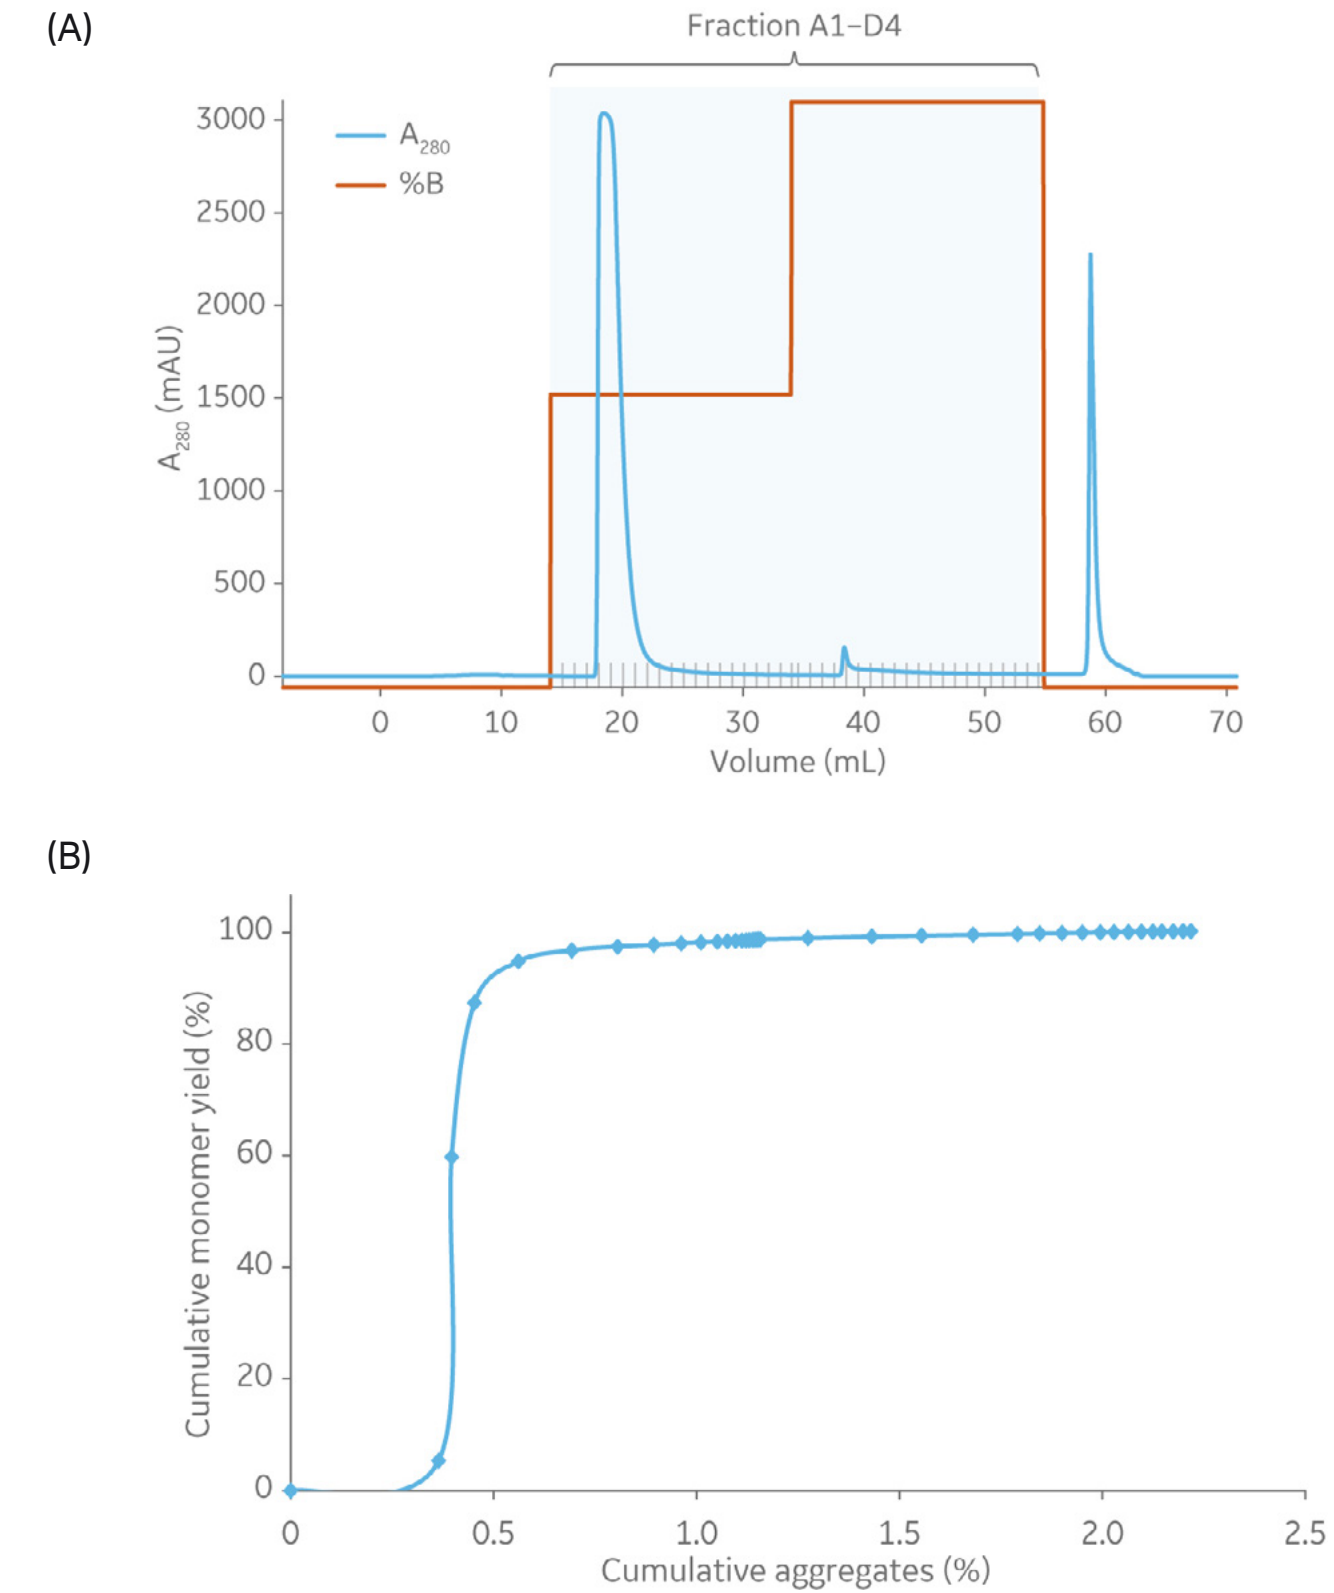 (A)
Fraction A1–D4
3000
2500
2000
1500
1000
500
0
A280 (mAU)
A280
%B
0 10 20 30 40 50 60 70
Volume (mL)
(B)
100
80
60
40
20
0
Cumulative monomer yield (%)
0 0.5 1.0 1.5 2.0 2.5
Cumulative aggregates (%)